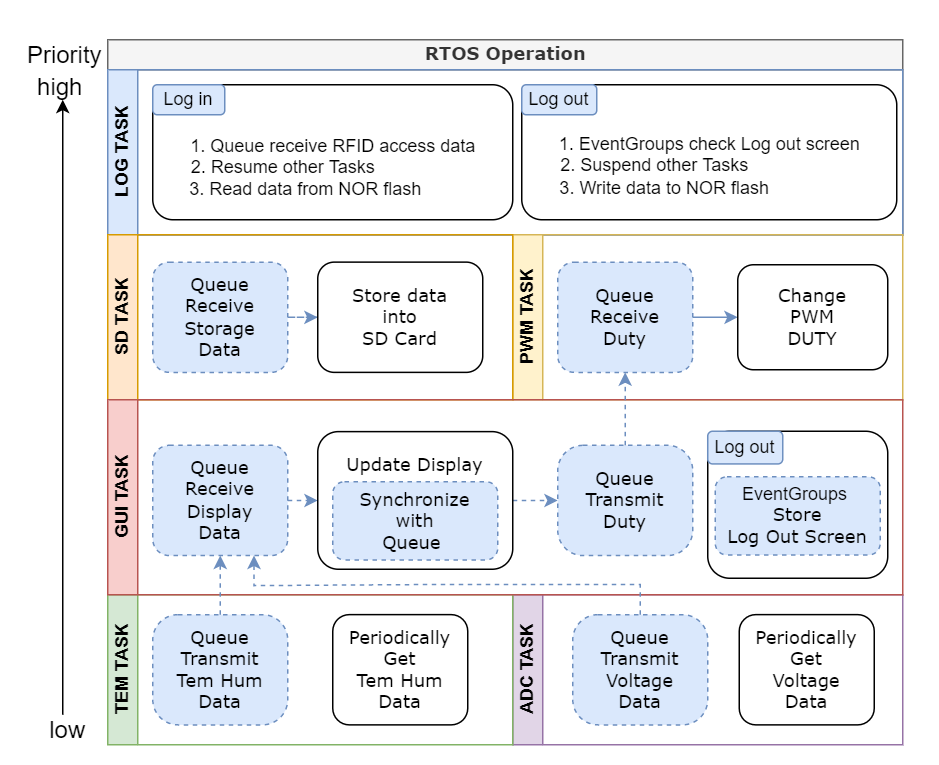 Priority
high
RTOS Operation
LOG TASK
Log in
1. Queue receive RFID access data
2. Resume other Tasks
3. Read data from NOR flash
Log out
1. EventGroups check Log out screen
2. Suspend other Tasks
3. Write data to NOR flash
SD TASK
Queue
Receive
Storage
Data
Store data
into
SD Card
PWM TASK
Queue
Receive
Duty
Change
PWM
DUTY
GUI TASK
Queue
Receive
Display
Data
Update Display
Synchronize
with
Queue
Queue
Transmit
Duty
Log out
EventGroups
Store
Log Out Screen
TEM TASK
Queue
Transmit
Tem Hum
Data
Periodically
Get
Tem Hum
Data
ADC TASK
Queue
Transmit
Voltage
Data
Periodically
Get
Voltage
Data
low